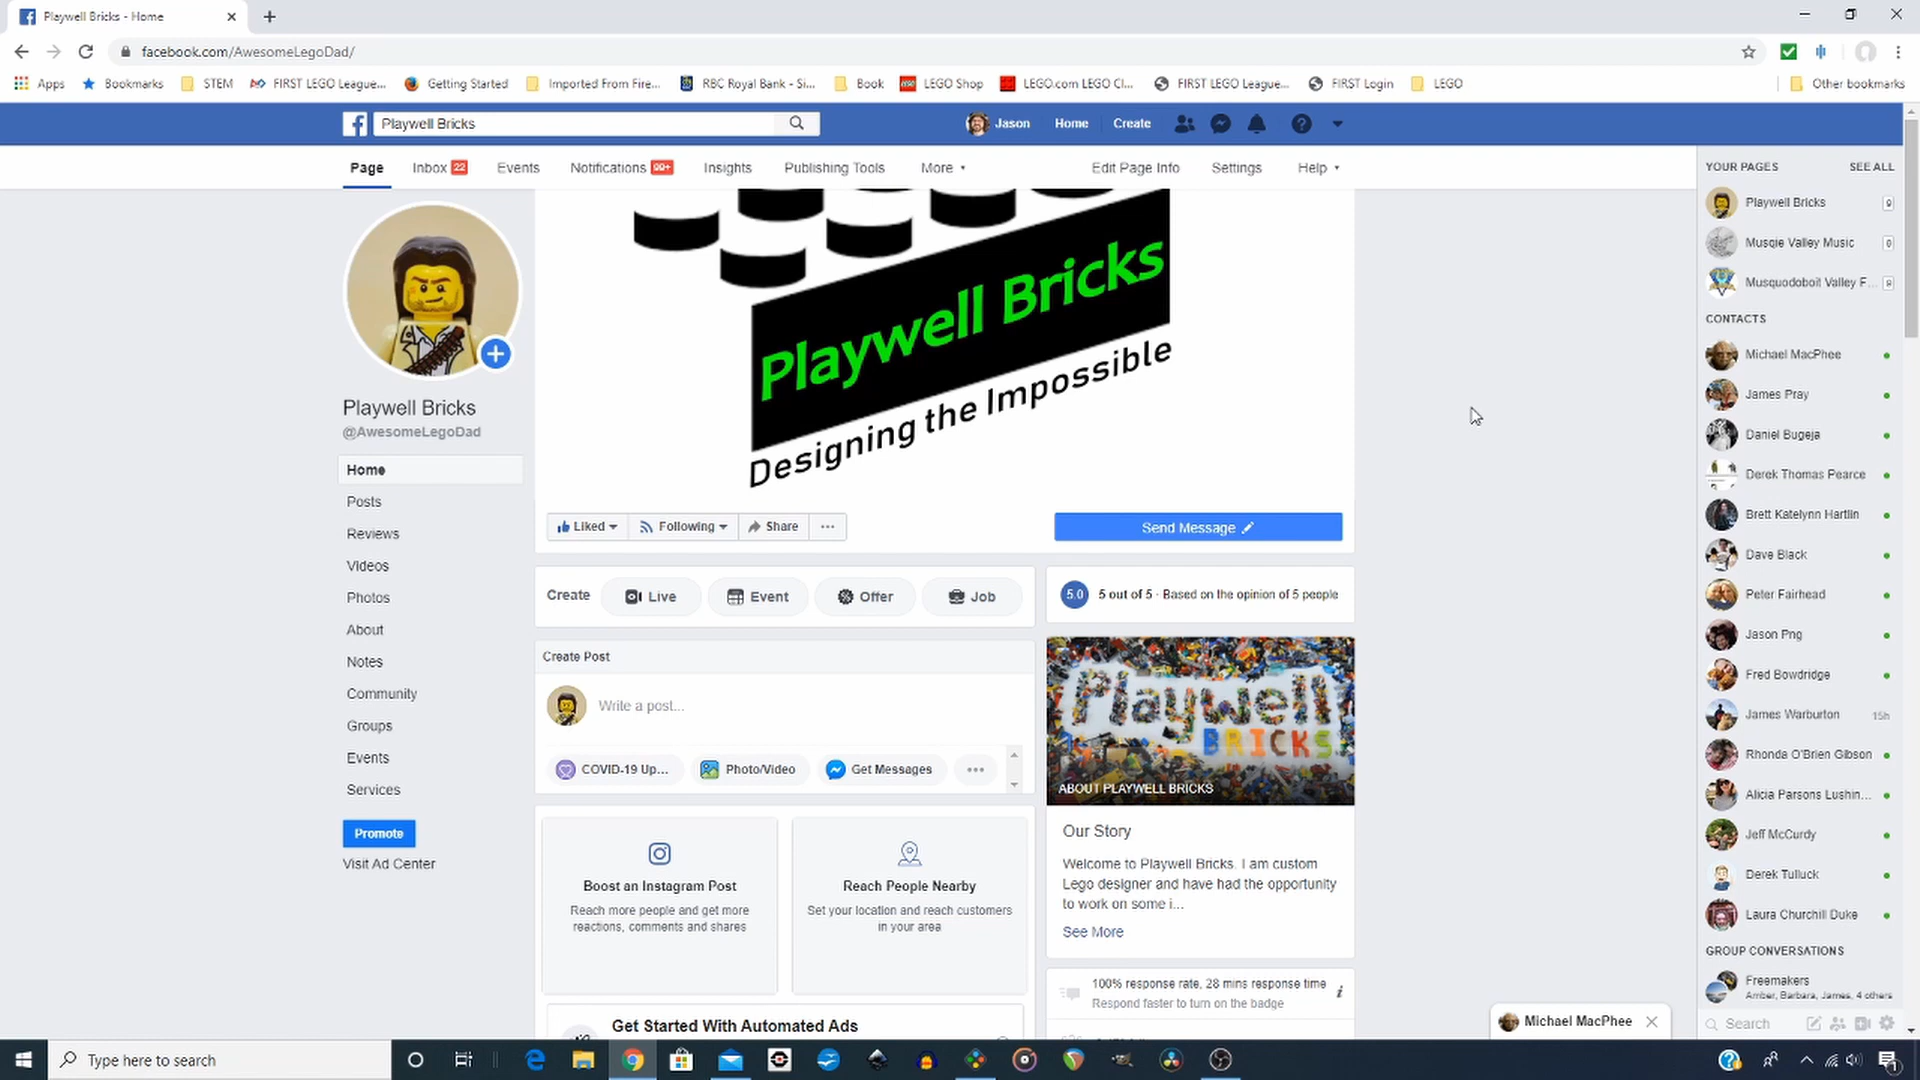 Playwell Bricks - Home
facebook.com/AwesomeLegoDad/
Apps Bookmarks STEM FIRST LEGO League... Getting Started Imported From Fire... RBC Royal Bank - Si... Book LEGO Shop LEGO.com LEGO Cl... FIRST LEGO League... FIRST Login LEGO Other bookmarks
Playwell Bricks
Jason Home Create
Page Inbox 22 Events Notifications 99+ Insights Publishing Tools More Edit Page Info Settings Help
Playwell Bricks
Designing the Impossible
Playwell Bricks
@AwesomeLegoDad
Home
Posts
Reviews
Videos
Photos
About
Notes
Community
Groups
Events
Services
Promote
Visit Ad Center
Liked Following Share ...
Send Message
Create Live Event Offer Job
5.0 5 out of 5 · Based on the opinion of 5 people
Create Post
Write a post...
COVID-19 Up... Photo/Video Get Messages ...
Boost an Instagram Post
Reach more people and get more
reactions, comments and shares
Reach People Nearby
Set your location and reach customers
in your area
Get Started With Automated Ads
Playwell
BRICKS
ABOUT PLAYWELL BRICKS
Our Story
Welcome to Playwell Bricks. I am custom
Lego designer and have had the opportunity
to work on some i...
See More
100% response rate, 28 mins response time
Respond faster to turn on the badge
YOUR PAGES SEE ALL
Playwell Bricks 9
Musqie Valley Music 0
Musquodoboit Valley F...
CONTACTS
Michael MacPhee
James Pray
Daniel Bugeja
Derek Thomas Pearce
Brett Katelynn Hartlin
Dave Black
Peter Fairhead
Jason Png
Fred Bowdridge
James Warburton 15h
Rhonda O'Brien Gibson
Alicia Parsons Lushin...
Jeff McCurdy
Derek Tulluck
Laura Churchill Duke
GROUP CONVERSATIONS
Freemakers
Amber, Barbara, James, 4 others
Michael MacPhee
Search
Type here to search